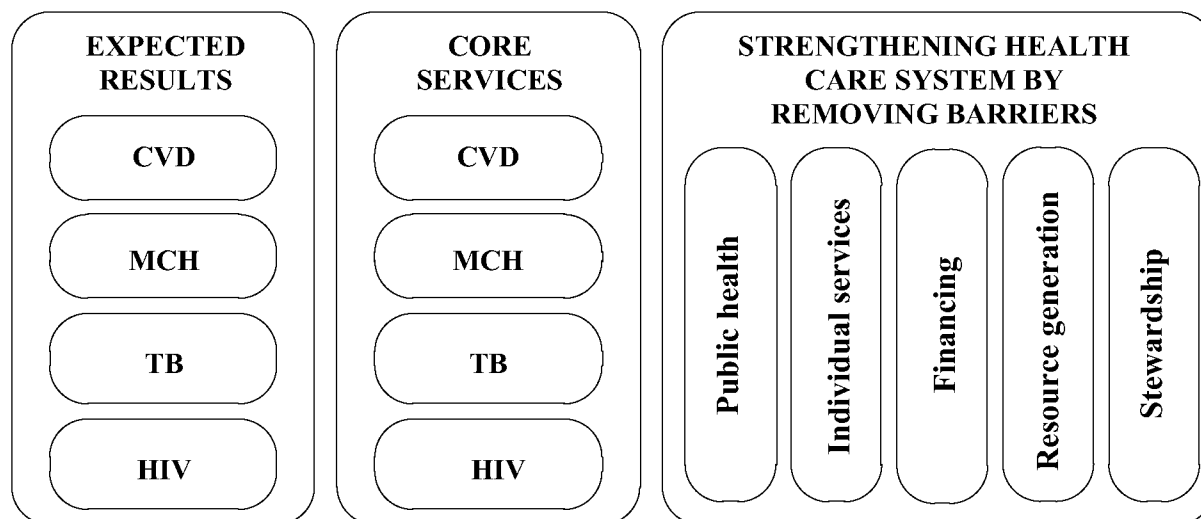 EXPECTED
RESULTS
CVD
MCH
TB
HIV
CORE
SERVICES
CVD
MCH
TB
HIV
STRENGTHENING HEALTH
CARE SYSTEM BY
REMOVING BARRIERS
Public health
Individual services
Financing
Resource generation
Stewardship